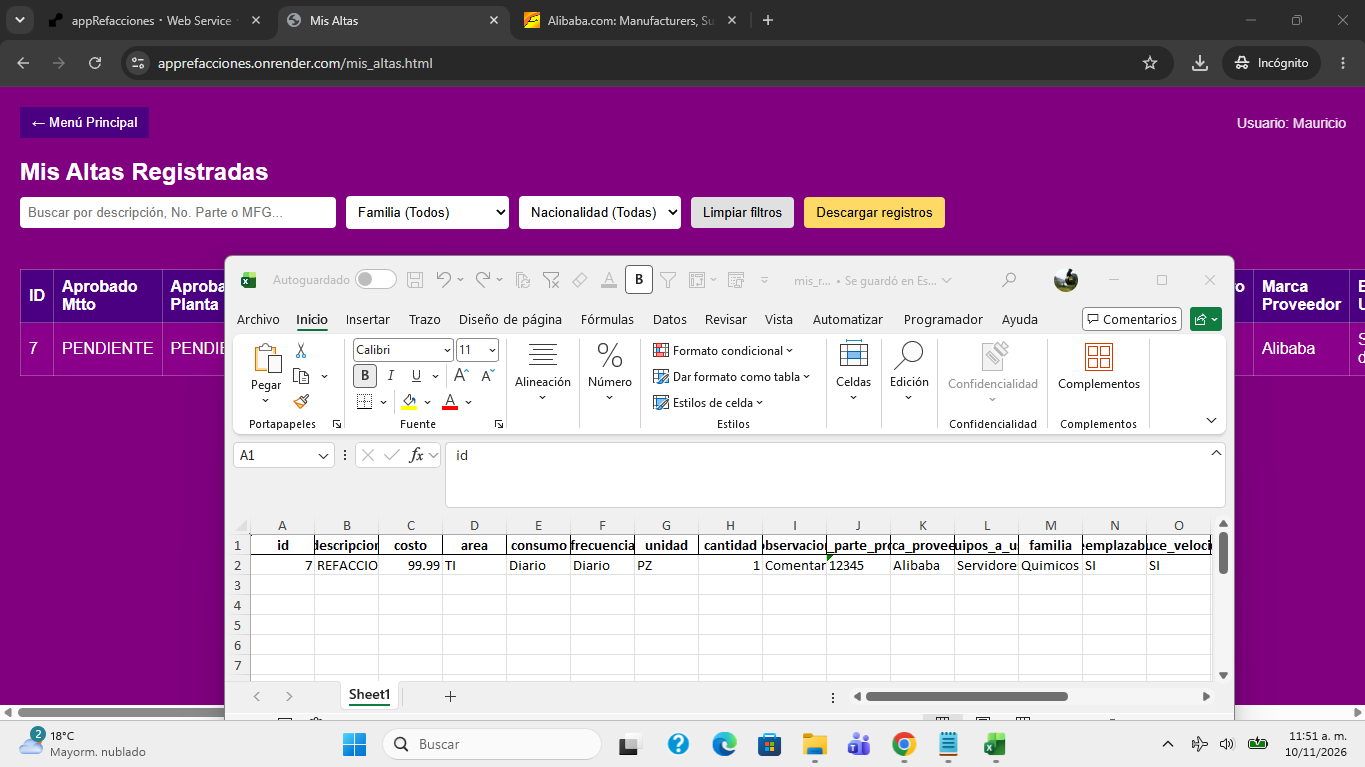 appRefacciones · Web Service
Mis Altas
Alibaba.com: Manufacturers, Su
apprefacciones.onrender.com/mis_altas.html
Incógnito
← Menú Principal
Usuario: Mauricio
Mis Altas Registradas
Buscar por descripción, No. Parte o MFG...
Familia (Todos)
Nacionalidad (Todas)
Limpiar filtros
Descargar registros
ID
Aprobado
Mtto
Aproba
Planta
Marca
Proveedor
7
PENDIENTE
PENDIE
Alibaba
Autoguardado
B
mis_r... • Se guardó en Es...
Archivo
Inicio
Insertar
Trazo
Diseño de página
Fórmulas
Datos
Revisar
Vista
Automatizar
Programador
Ayuda
Comentarios
Pegar
Portapapeles
Calibri
11
B
I
U
A
A
A
Fuente
Alineación
%
Número
Formato condicional
Dar formato como tabla
Estilos de celda
Estilos
Celdas
Edición
Confidencialidad
Confidencialidad
Complementos
Complementos
A1
fx
id
A B C D E F G H I J K L M N O
1 id descripcion costo area consumo frecuencia unidad cantidad observacion _parte_pro ca_provee uipos_a_u familia eemplazab uce_veloci
2 7 REFACCIO 99.99 TI Diario Diario PZ 1 Comentar 12345 Alibaba Servidore Quimicos SI SI
3
4
5
6
7
Sheet1
2
18°C
Mayorm. nublado
Buscar
11:51 a. m.
10/11/2026